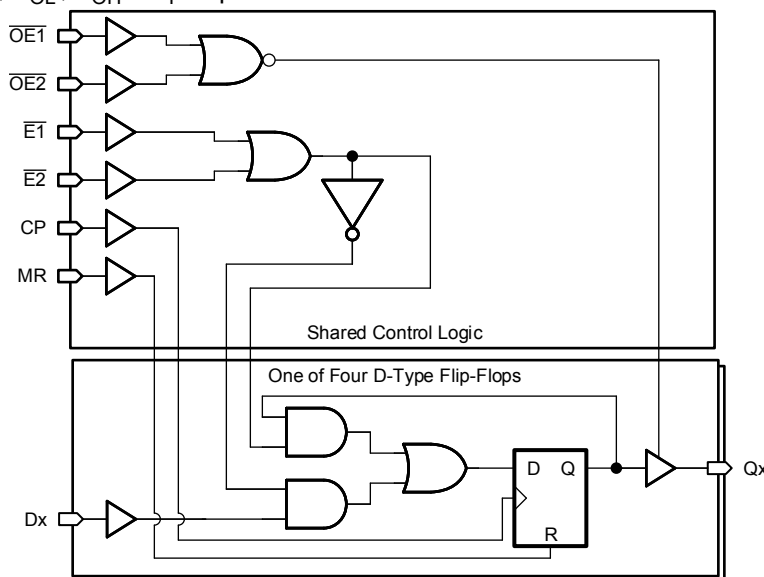 OE1
OE2
E1
E2
CP
MR
Shared Control Logic
One of Four D-Type Flip-Flops
D Q
R
Dx
Qx